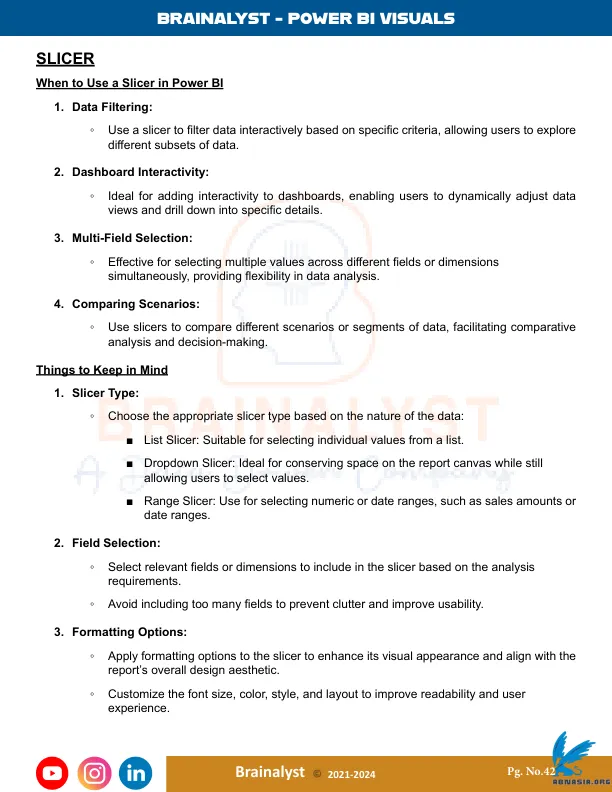 BRAINALYST - POWER BI VISUALS
SLICER
When to Use a Slicer in Power BI
1. Data Filtering:
◦ Use a slicer to filter data interactively based on specific criteria, allowing users to explore
different subsets of data.
2. Dashboard Interactivity:
◦ Ideal for adding interactivity to dashboards, enabling users to dynamically adjust data
views and drill down into specific details.
3. Multi-Field Selection:
◦ Effective for selecting multiple values across different fields or dimensions
simultaneously, providing flexibility in data analysis.
4. Comparing Scenarios:
◦ Use slicers to compare different scenarios or segments of data, facilitating comparative
analysis and decision-making.
Things to Keep in Mind
1. Slicer Type:
◦ Choose the appropriate slicer type based on the nature of the data:
BRAINALYST
■ List Slicer: Suitable for selecting individual values from a list.
■ Dropdown Slicer: Ideal for conserving space on the report canvas while still
allowing users to select values.
■ Range Slicer: Use for selecting numeric or date ranges, such as sales amounts or
date ranges.
2. Field Selection:
◦ Select relevant fields or dimensions to include in the slicer based on the analysis
requirements.
◦ Avoid including too many fields to prevent clutter and improve usability.
3. Formatting Options:
◦ Apply formatting options to the slicer to enhance its visual appearance and align with the
report's overall design aesthetic.
◦ Customize the font size, color, style, and layout to improve readability and user
experience.
Brainalyst © 2021-2024
Pg. No.42
ABNASIA.ORG